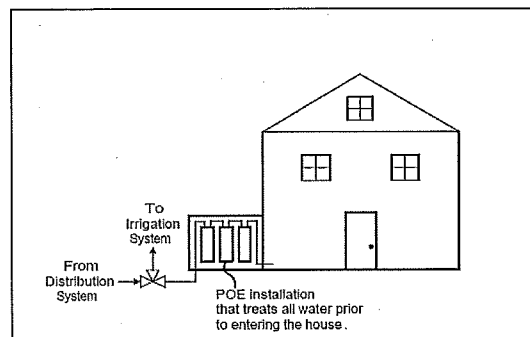 To
Irrigation
System
From
Distribution
System
POE installation
that treats all water prior
to entering the house.